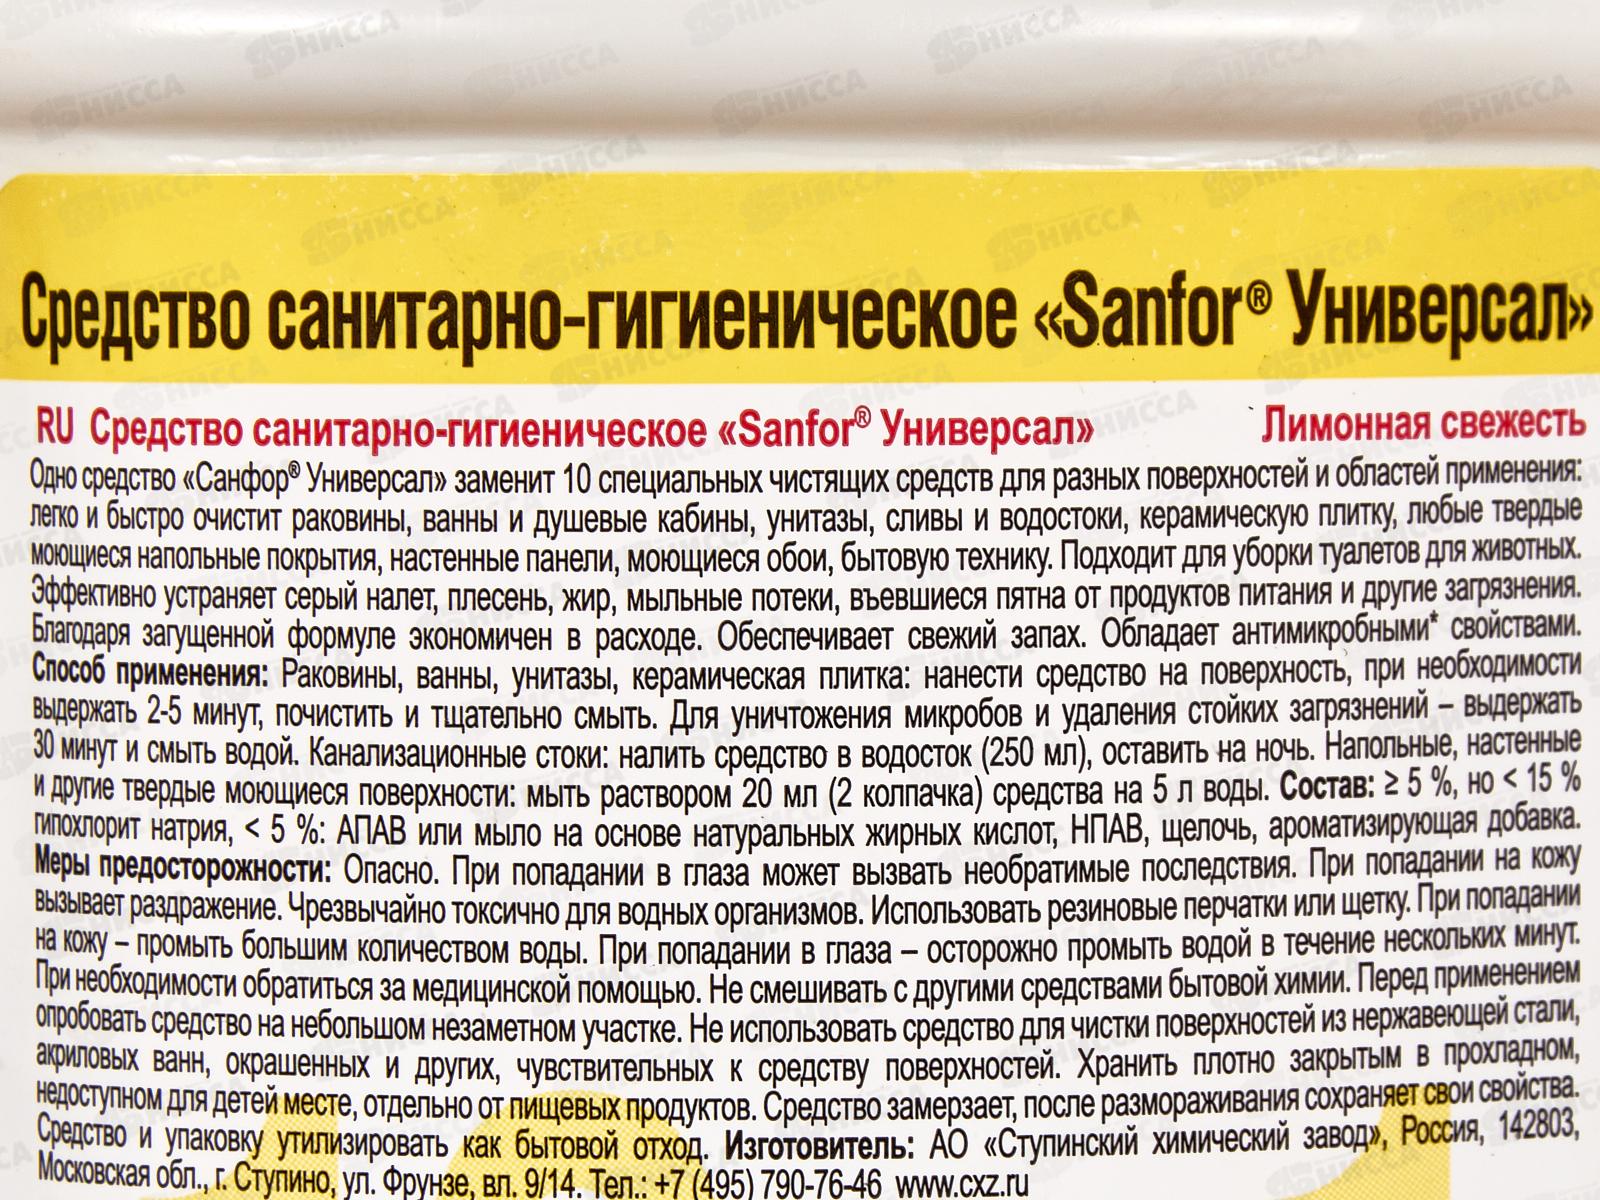 Средство санитарно-гигиеническое «Sanfor® Универсал»
RU Средство санитарно-гигиеническое «Sanfor® Универсал» Лимонная свежесть
Одно средство «Санфор® Универсал» заменит 10 специальных чистящих средств для разных поверхностей и областей применения:
легко и быстро очистит раковины, ванны и душевые кабины, унитазы, сливы и водостоки, керамическую плитку, любые твердые
моющиеся напольные покрытия, настенные панели, моющиеся обои, бытовую технику. Подходит для уборки туалетов для животных.
Эффективно устраняет серый налет, плесень, жир, мыльные потеки, въевшиеся пятна от продуктов питания и другие загрязнения.
Благодаря загущенной формуле экономичен в расходе. Обеспечивает свежий запах. Обладает антимикробными* свойствами.
Способ применения: Раковины, ванны, унитазы, керамическая плитка: нанести средство на поверхность, при необходимости
выдержать 2-5 минут, почистить и тщательно смыть. Для уничтожения микробов и удаления стойких загрязнений – выдержать
30 минут и смыть водой. Канализационные стоки: налить средство в водосток (250 мл), оставить на ночь. Напольные, настенные
и другие твердые моющиеся поверхности: мыть раствором 20 мл (2 колпачка) средства на 5 л воды. Состав: ≥ 5 %, но < 15 %
гипохлорит натрия, < 5 %: АПАВ или мыло на основе натуральных жирных кислот, НПАВ, щелочь, ароматизирующая добавка.
Меры предосторожности: Опасно. При попадании в глаза может вызвать необратимые последствия. При попадании на кожу
вызывает раздражение. Чрезвычайно токсично для водных организмов. Использовать резиновые перчатки или щетку. При попадании
на кожу – промыть большим количеством воды. При попадании в глаза – осторожно промыть водой в течение нескольких минут.
При необходимости обратиться за медицинской помощью. Не смешивать с другими средствами бытовой химии. Перед применением
опробовать средство на небольшом незаметном участке. Не использовать средство для чистки поверхностей из нержавеющей стали,
акриловых ванн, окрашенных и других, чувствительных к средству поверхностей. Хранить плотно закрытым в прохладном,
недоступном для детей месте, отдельно от пищевых продуктов. Средство замерзает, после размораживания сохраняет свои свойства.
Средство и упаковку утилизировать как бытовой отход. Изготовитель: АО «Ступинский химический завод», Россия, 142803,
Московская обл., г. Ступино, ул. Фрунзе, вл. 9/14. Тел.: +7 (495) 790-76-46 www.cxz.ru